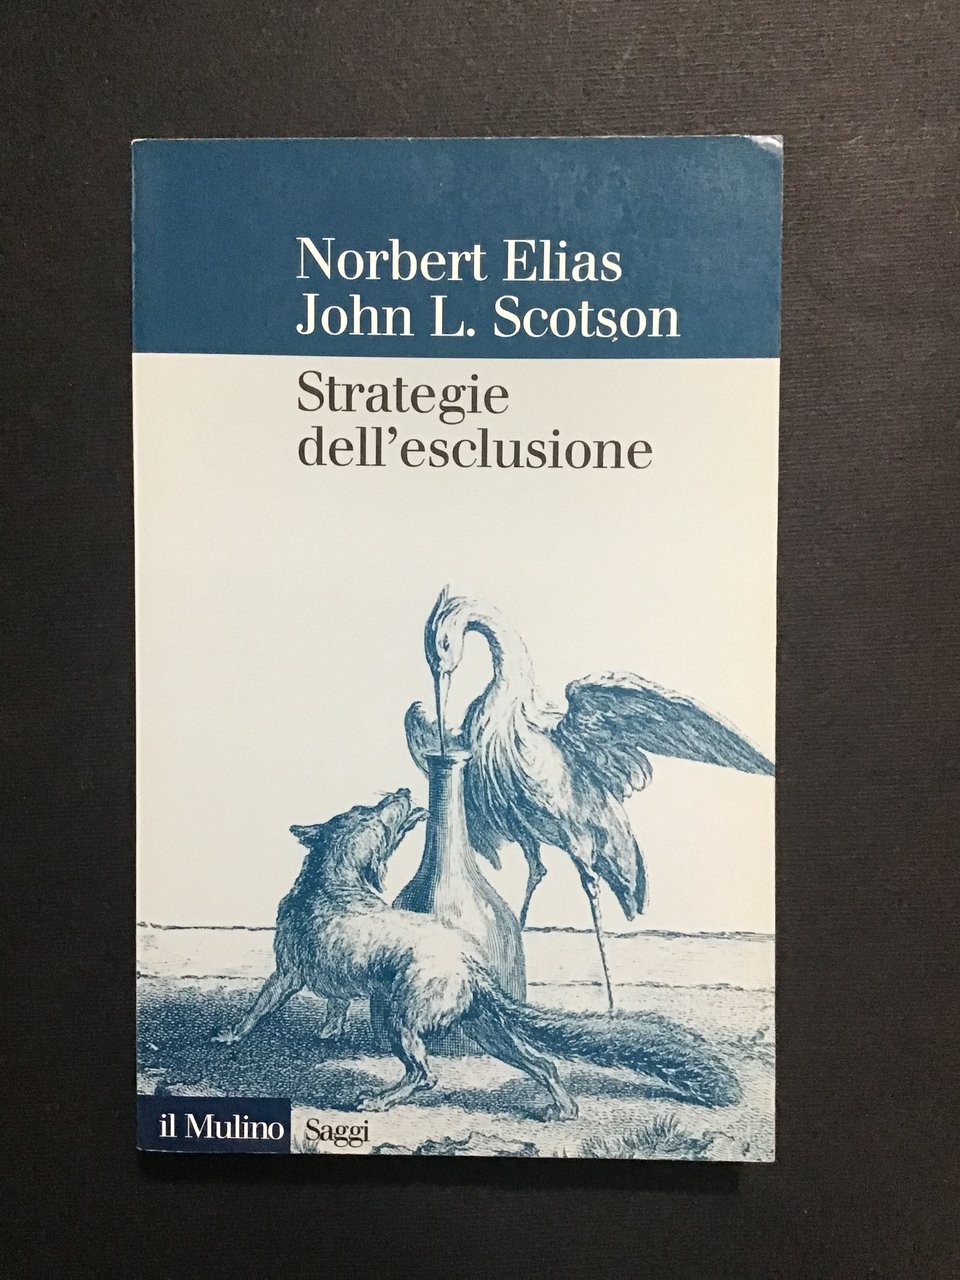 Norbert Elias
John L. Scotson
Strategie
dell'esclusione
il Mulino
Saggi